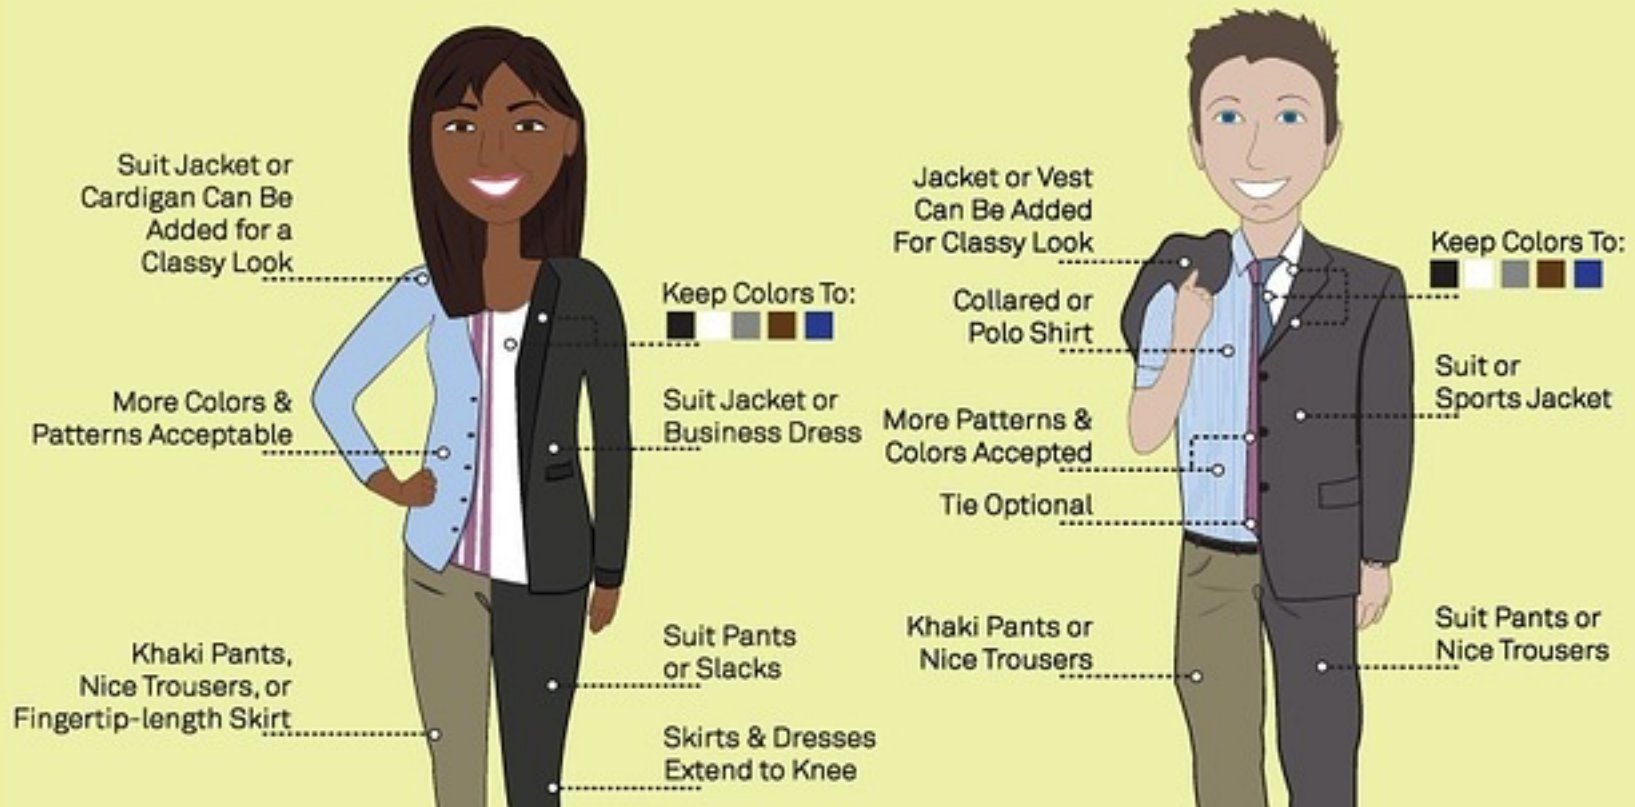 Suit Jacket or
Cardigan Can Be
Added for a
Classy Look
More Colors &
Patterns Acceptable
Khaki Pants,
Nice Trousers, or
Fingertip-length Skirt
Keep Colors To:
Suit Jacket or
Business Dress
Suit Pants
or Slacks
Skirts & Dresses
Extend to Knee
Jacket or Vest
Can Be Added
For Classy Look
Collared or
Polo Shirt
More Patterns &
Colors Accepted
Tie Optional
Khaki Pants or
Nice Trousers
Keep Colors To:
Suit or
Sports Jacket
Suit Pants or
Nice Trousers